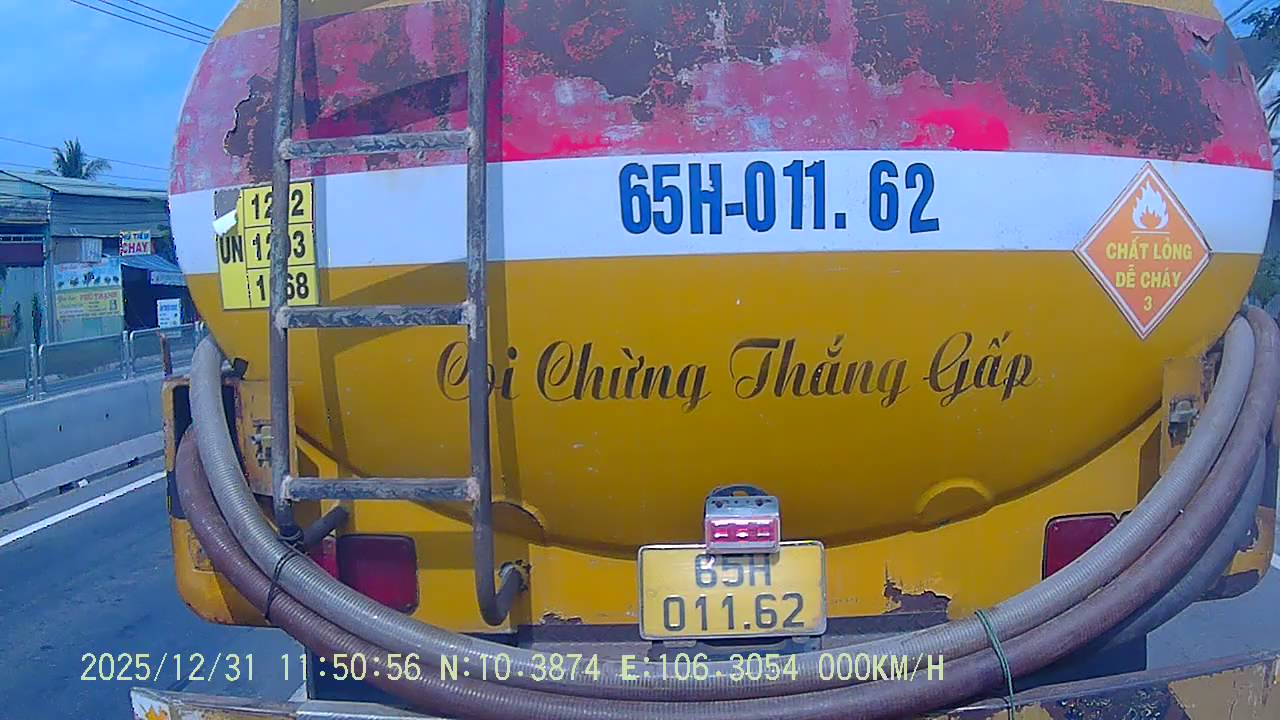 65H-011.62
UN
1202
1203
1268
CHẤT LỎNG
DỄ CHÁY
3
Coi Chừng Thắng Gấp
65H
011.62
CHAY
2025/12/31 11:50:56 N:10.3874 E:106.3054 000KM/H